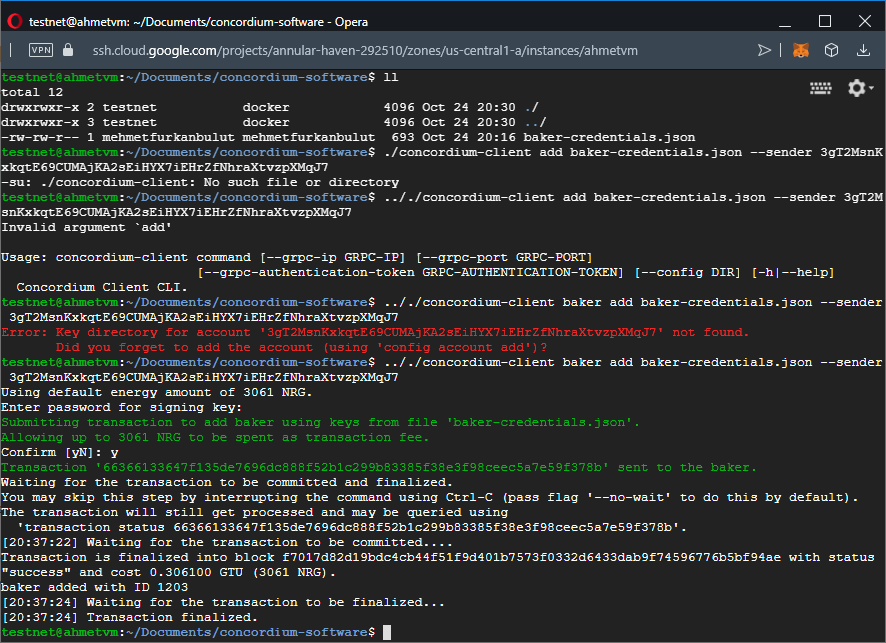 testnet@ahmetvm: ~/Documents/concordium-software - Opera
VPN ssh.cloud.google.com/projects/annular-haven-292510/zones/us-central1-a/instances/ahmetvm
testnet@ahmetvm:~/Documents/concordium-software$ ll
total 12
drwxrwxr-x 2 testnet docker 4096 Oct 24 20:30 ./
drwxrwxr-x 3 testnet docker 4096 Oct 24 20:30 ../
-rw-rw-r-- 1 mehmetfurkanbulut mehmetfurkanbulut 693 Oct 24 20:16 baker-credentials.json
testnet@ahmetvm:~/Documents/concordium-software$ ./concordium-client add baker-credentials.json --sender 3gT2MsnK
xkqtE69CUMAjKA2sEiHYX7iEHrZfNhraXtvzpXMqJ7
-su: ./concordium-client: No such file or directory
testnet@ahmetvm:~/Documents/concordium-software$ .././concordium-client add baker-credentials.json --sender 3gT2M
snKxkqtE69CUMAjKA2sEiHYX7iEHrZfNhraXtvzpXMqJ7
Invalid argument `add'
Usage: concordium-client command [--grpc-ip GRPC-IP] [--grpc-port GRPC-PORT]
[--grpc-authentication-token GRPC-AUTHENTICATION-TOKEN] [--config DIR] [-h|--help]
Concordium Client CLI.
testnet@ahmetvm:~/Documents/concordium-software$ .././concordium-client baker add baker-credentials.json --sender
3gT2MsnKxkqtE69CUMAjKA2sEiHYX7iEHrZfNhraXtvzpXMqJ7
Error: Key directory for account '3gT2MsnKxkqtE69CUMAjKA2sEiHYX7iEHrZfNhraXtvzpXMqJ7' not found.
Did you forget to add the account (using 'config account add')?
testnet@ahmetvm:~/Documents/concordium-software$ .././concordium-client baker add baker-credentials.json --sender
3gT2MsnKxkqtE69CUMAjKA2sEiHYX7iEHrZfNhraXtvzpXMqJ7
Using default energy amount of 3061 NRG.
Enter password for signing key:
Submitting transaction to add baker using keys from file 'baker-credentials.json'.
Allowing up to 3061 NRG to be spent as transaction fee.
Confirm [yN]: y
Transaction '66366133647f135de7696dc888f52b1c299b83385f38e3f98ceec5a7e59f378b' sent to the baker.
Waiting for the transaction to be committed and finalized.
You may skip this step by interrupting the command using Ctrl-C (pass flag '--no-wait' to do this by default).
The transaction will still get processed and may be queried using
'transaction status 66366133647f135de7696dc888f52b1c299b83385f38e3f98ceec5a7e59f378b'.
[20:37:22] Waiting for the transaction to be committed....
Transaction is finalized into block f7017d82d19bdc4cb44f51f9d401b7573f0332d6433dab9f74596776b5bf94ae with status
"success" and cost 0.306100 GTU (3061 NRG).
baker added with ID 1203
[20:37:24] Waiting for the transaction to be finalized...
[20:37:24] Transaction finalized.
testnet@ahmetvm:~/Documents/concordium-software$